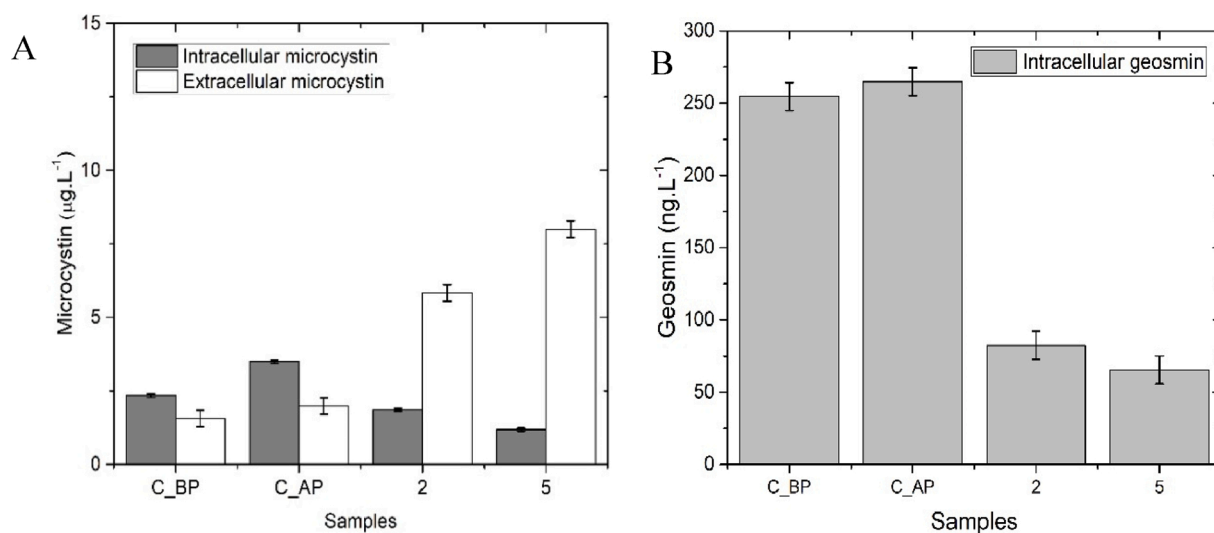 A
15
10
5
0
Microcystin (µg.L⁻¹)
Intracellular microcystin
Extracellular microcystin
C_BP C_AP 2 5
Samples
B
300
250
200
150
100
50
0
Geosmin (ng.L⁻¹)
Intracellular geosmin
C_BP C_AP 2 5
Samples